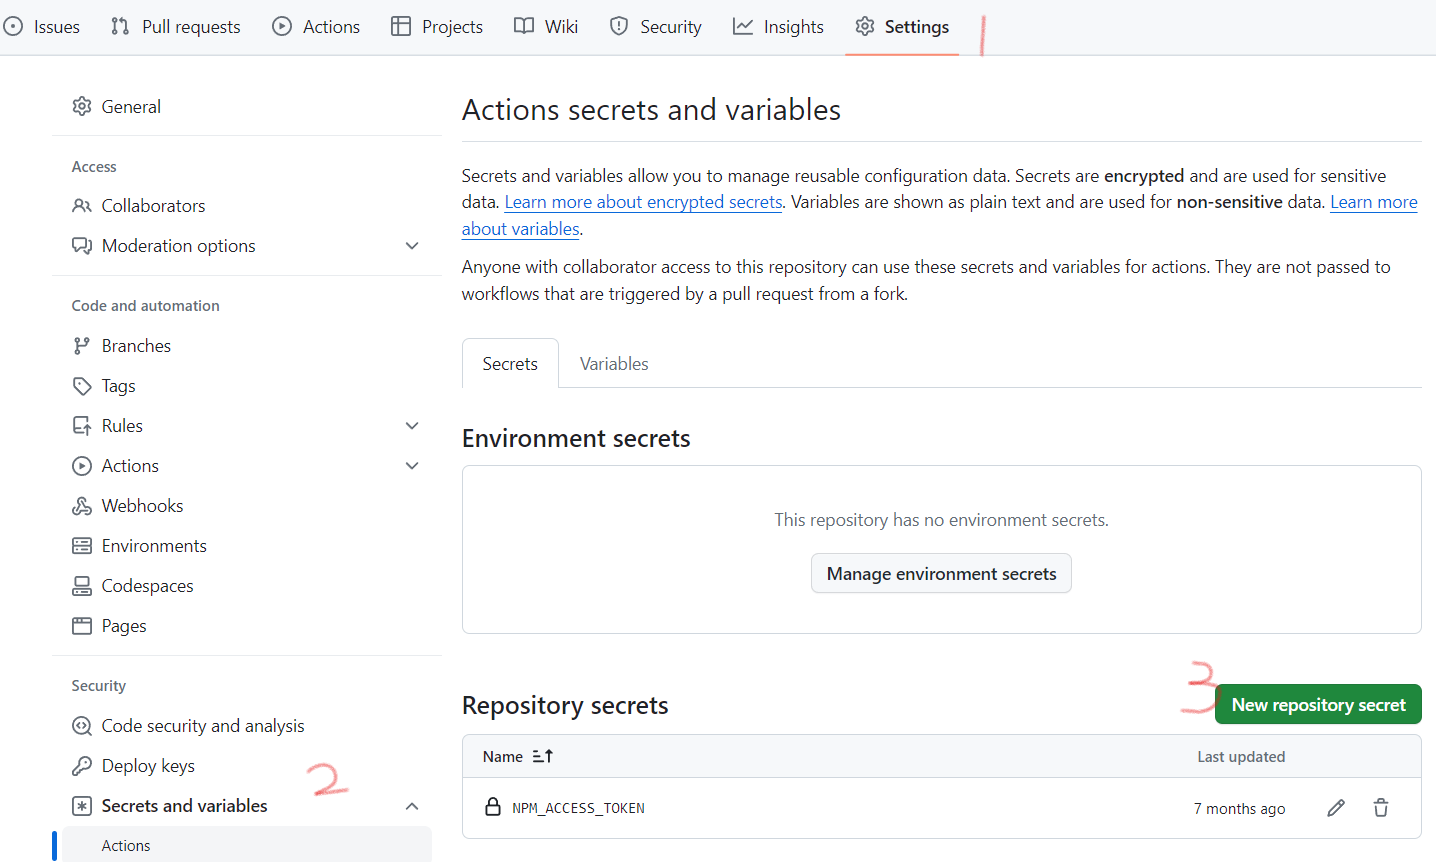 Issues Pull requests Actions Projects Wiki Security Insights Settings 1
General
Access
Collaborators
Moderation options
Code and automation
Branches
Tags
Rules
Actions
Webhooks
Environments
Codespaces
Pages
Security
Code security and analysis
Deploy keys
2
Secrets and variables
Actions
Actions secrets and variables
Secrets and variables allow you to manage reusable configuration data. Secrets are encrypted and are used for sensitive
data. Learn more about encrypted secrets. Variables are shown as plain text and are used for non-sensitive data. Learn more
about variables.
Anyone with collaborator access to this repository can use these secrets and variables for actions. They are not passed to
workflows that are triggered by a pull request from a fork.
Secrets Variables
Environment secrets
This repository has no environment secrets.
Manage environment secrets
Repository secrets 3 New repository secret
Name Last updated
NPM_ACCESS_TOKEN 7 months ago